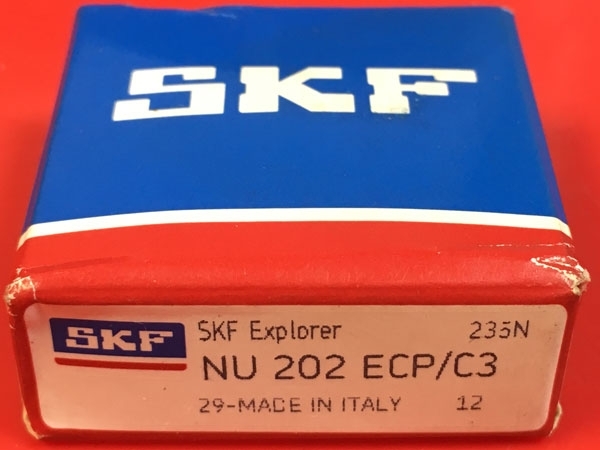 SKF
SKF
SKF Explorer 235N
NU 202 ECP/C3
29-MADE IN ITALY 12